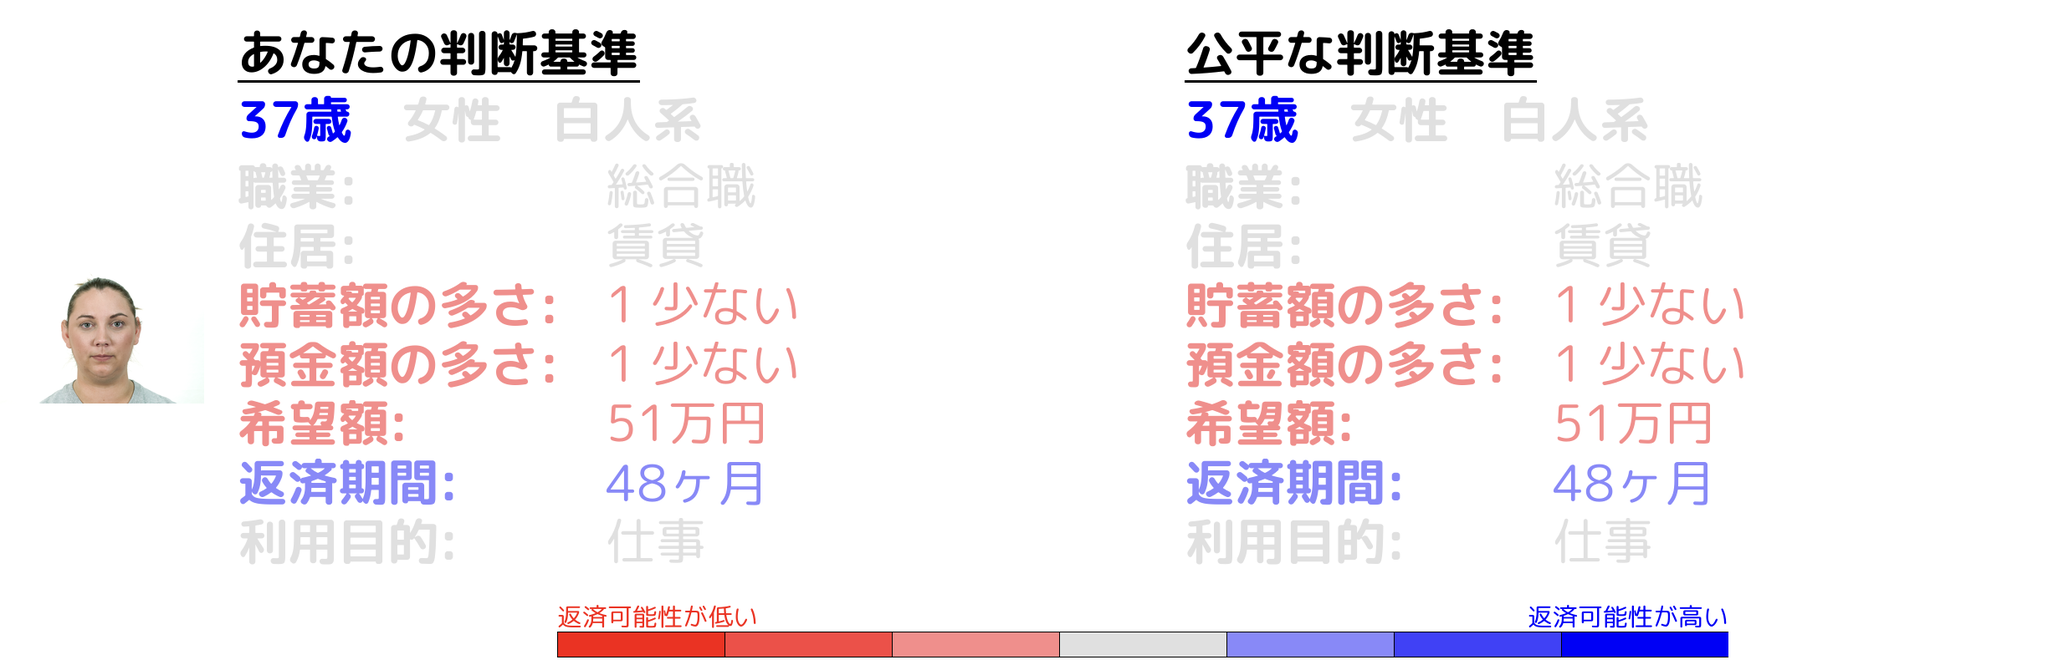 あなたの判断基準
37歳 女性 白人系
職業: 総合職
住居: 賃貸
貯蓄額の多さ: 1 少ない
預金額の多さ: 1 少ない
希望額: 51万円
返済期間: 48ヶ月
利用目的: 仕事
公平な判断基準
37歳 女性 白人系
職業: 総合職
住居: 賃貸
貯蓄額の多さ: 1 少ない
預金額の多さ: 1 少ない
希望額: 51万円
返済期間: 48ヶ月
利用目的: 仕事
返済可能性が低い
返済可能性が高い